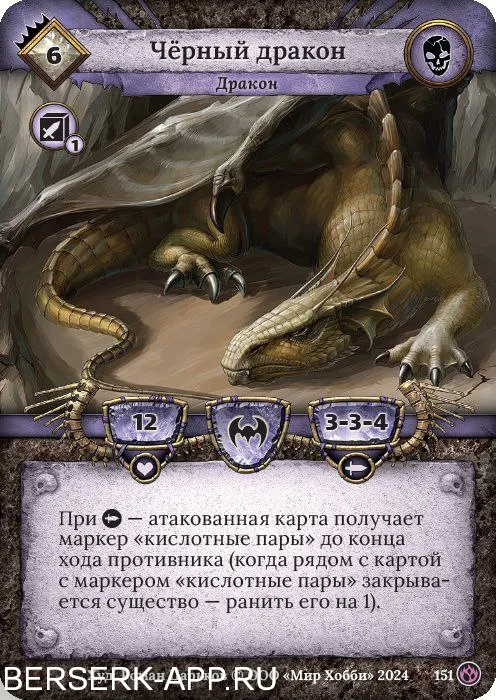 6
Чёрный дракон
Дракон
1
12
3-3-4
При — атакованная карта получает
маркер «кислотные пары» до конца
хода противника (когда рядом с картой
с маркером «кислотные пары» закрыва-
ется существо — ранить его на 1).
© ООО «Мир Хобби» 2024
151
BERSERK-APP.RU